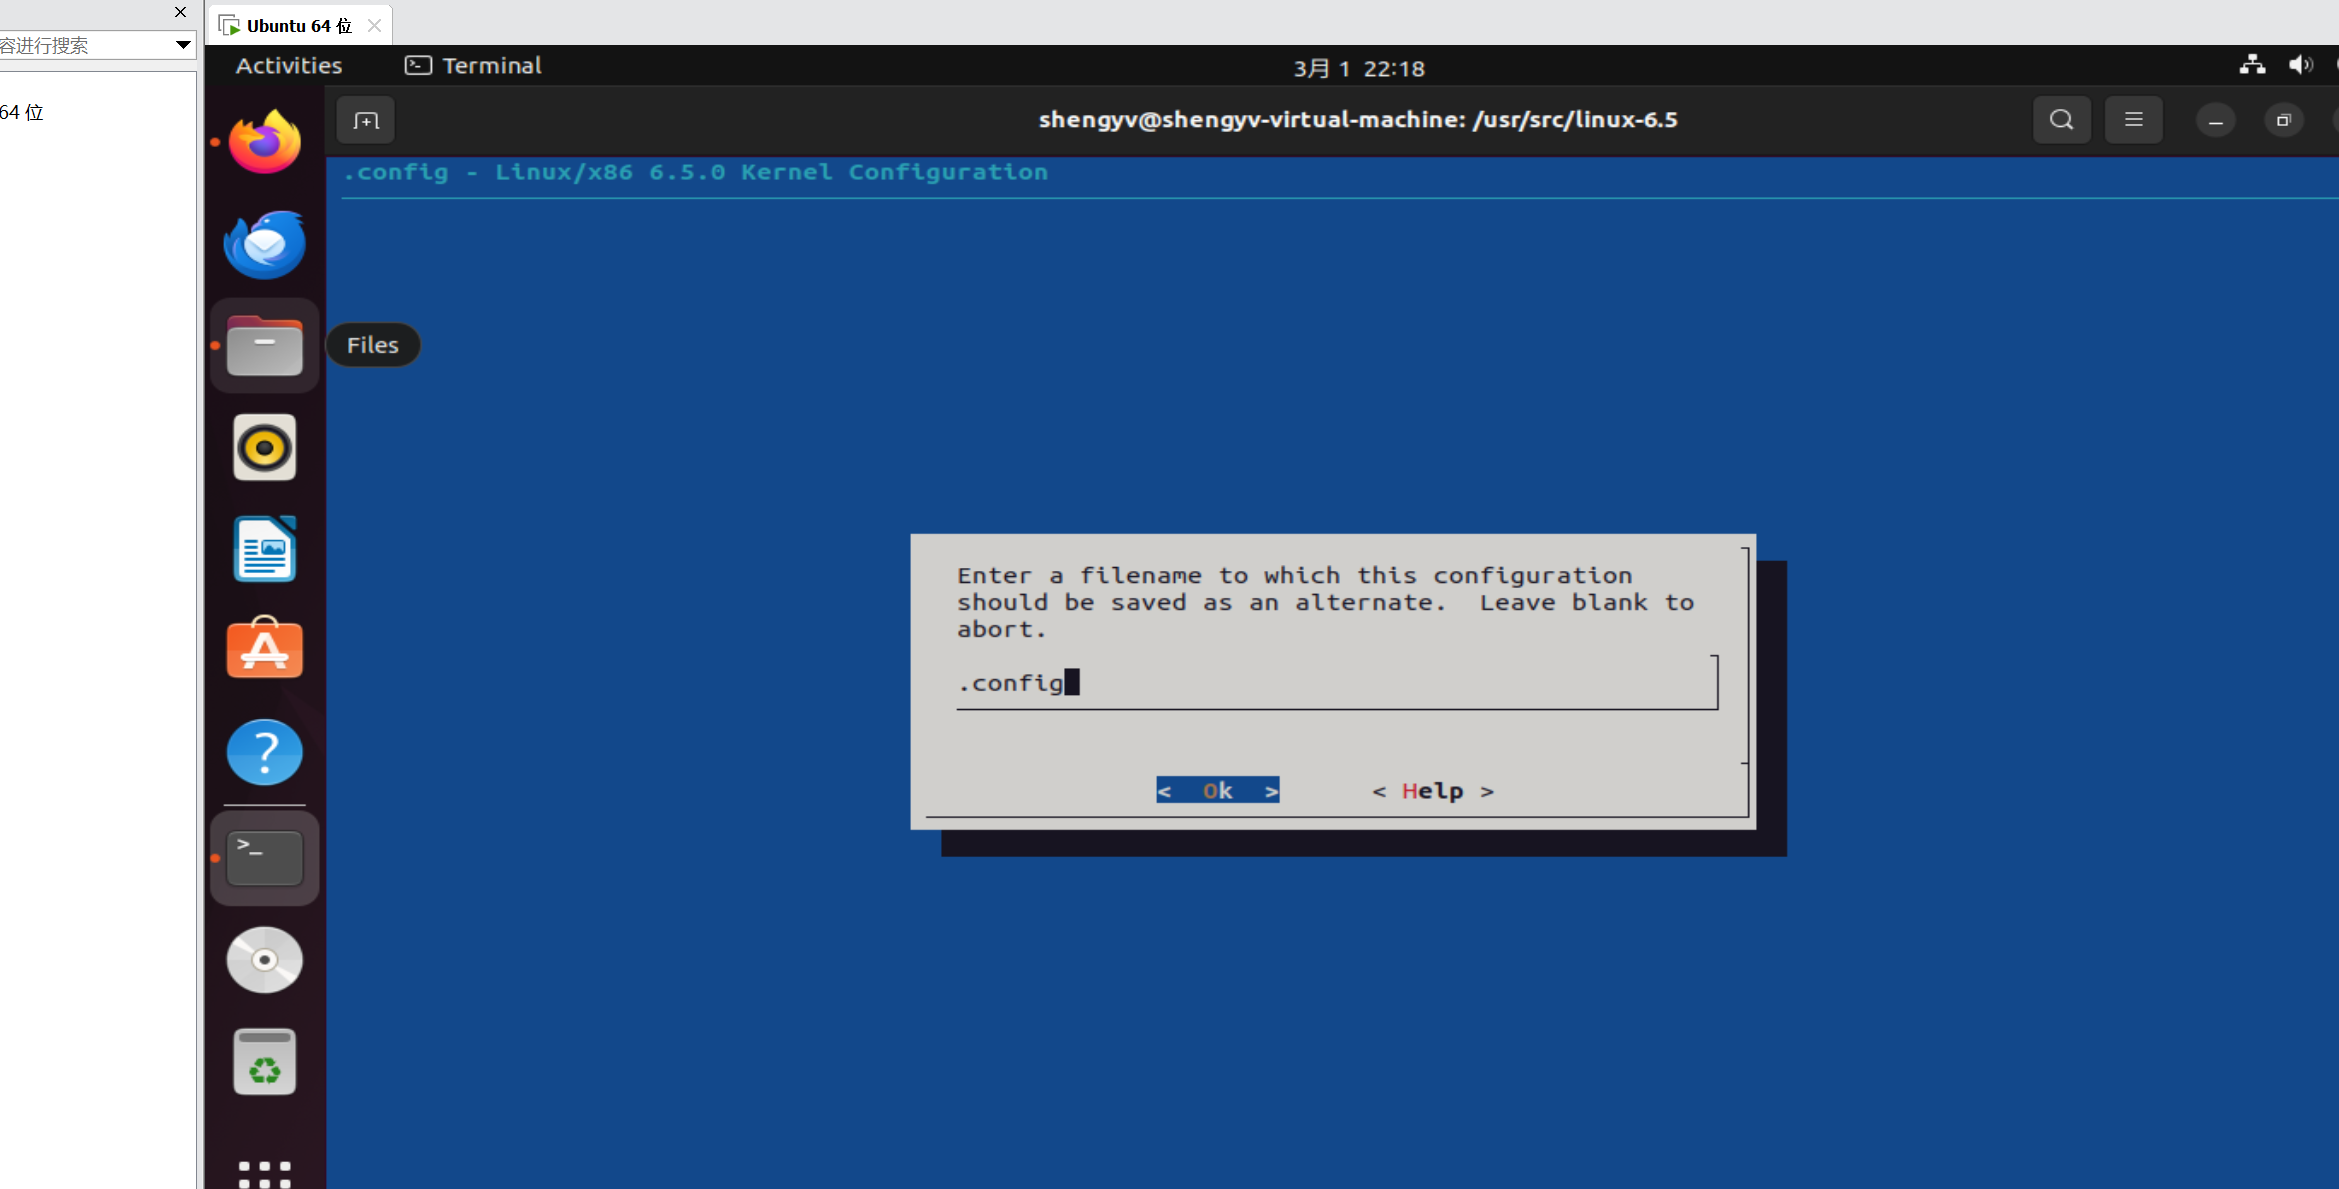 Ubuntu 64 位
容进行搜索
64 位
Activities
Terminal
3月 1 22:18
shengyv@shengyv-virtual-machine: /usr/src/linux-6.5
.config - Linux/x86 6.5.0 Kernel Configuration
Files
Enter a filename to which this configuration
should be saved as an alternate. Leave blank to
abort.
.config
< Ok > < Help >